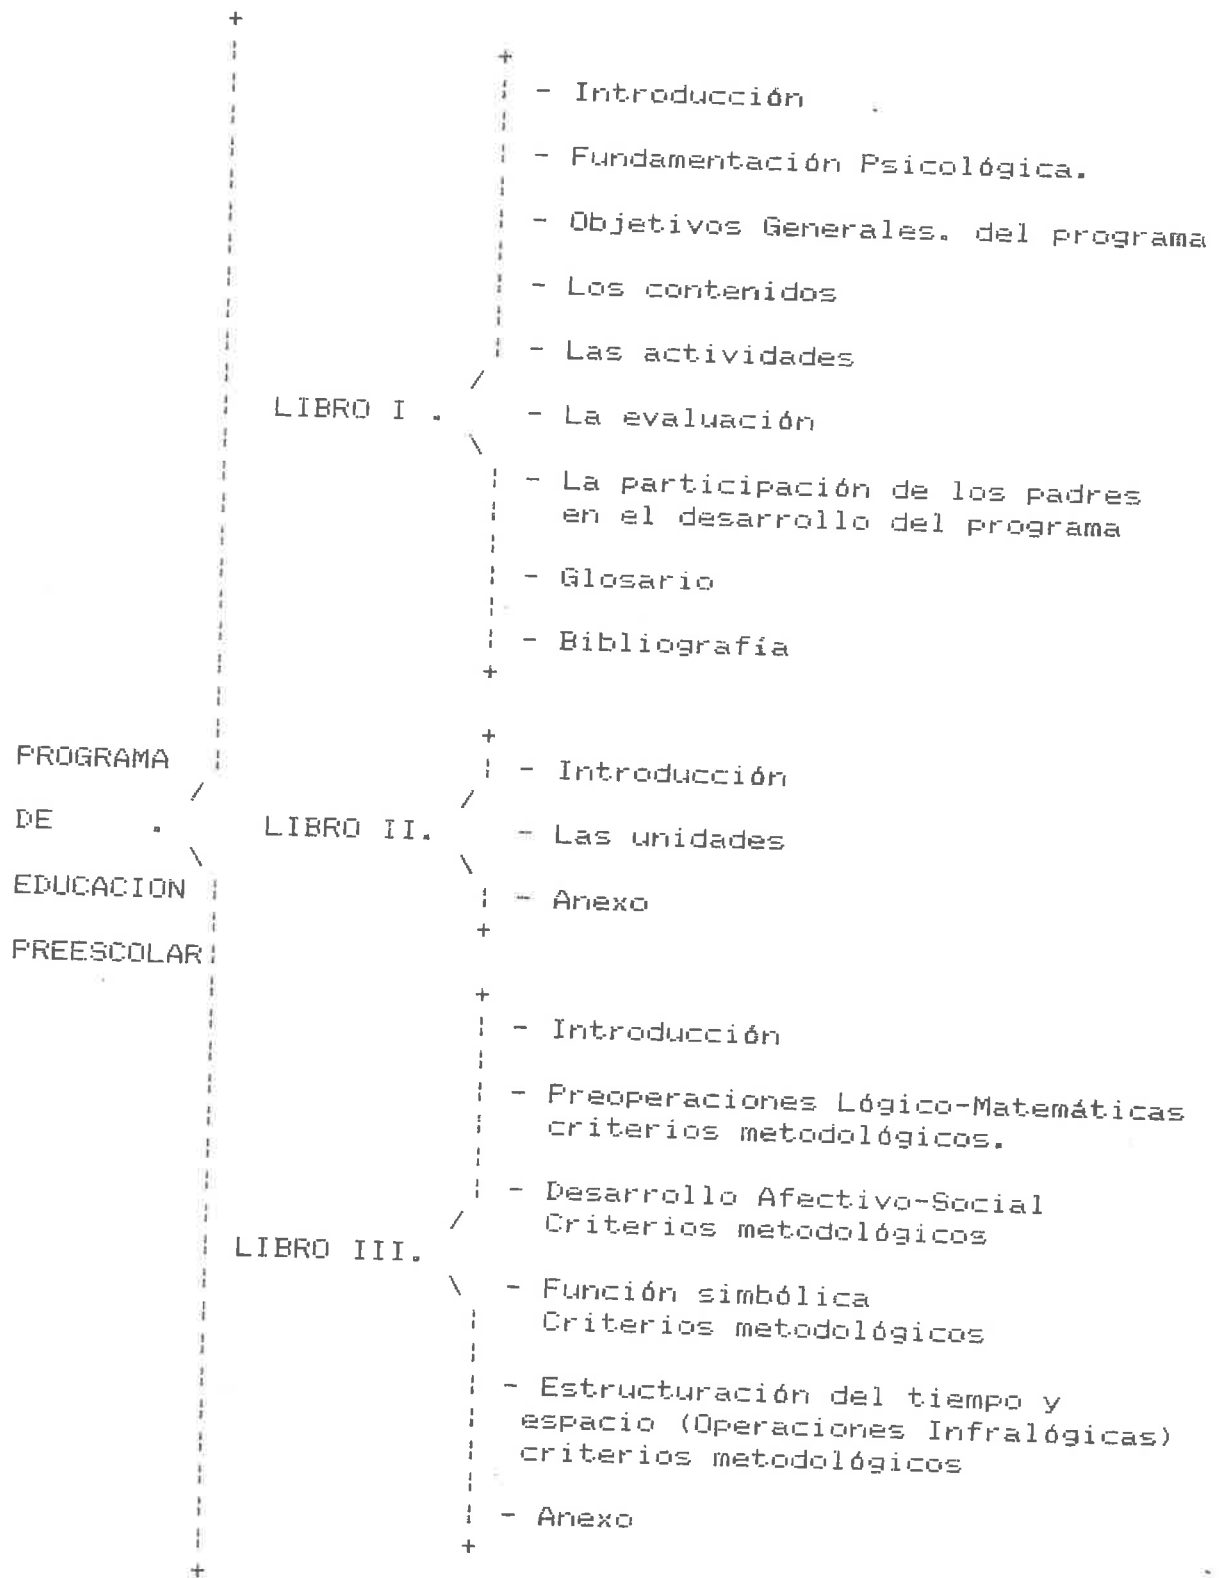 - Introducción
- Fundamentación Psicológica.
- Objetivos Generales. del programa
- Los contenidos
- Las actividades
LIBRO I .
- La evaluación
- La participación de los padres
en el desarrollo del programa
- Glosario
- Bibliografía
PROGRAMA
DE .
EDUCACION
PREESCOLAR
- Introducción
LIBRO II.
- Las unidades
- Anexo
- Introducción
- Preoperaciones Lógico-Matemáticas
criterios metodológicos.
- Desarrollo Afectivo-Social
Criterios metodológicos
LIBRO III.
- Función simbólica
Criterios metodológicos
- Estructuración del tiempo y
espacio (Operaciones Infralógicas)
criterios metodológicos
- Anexo